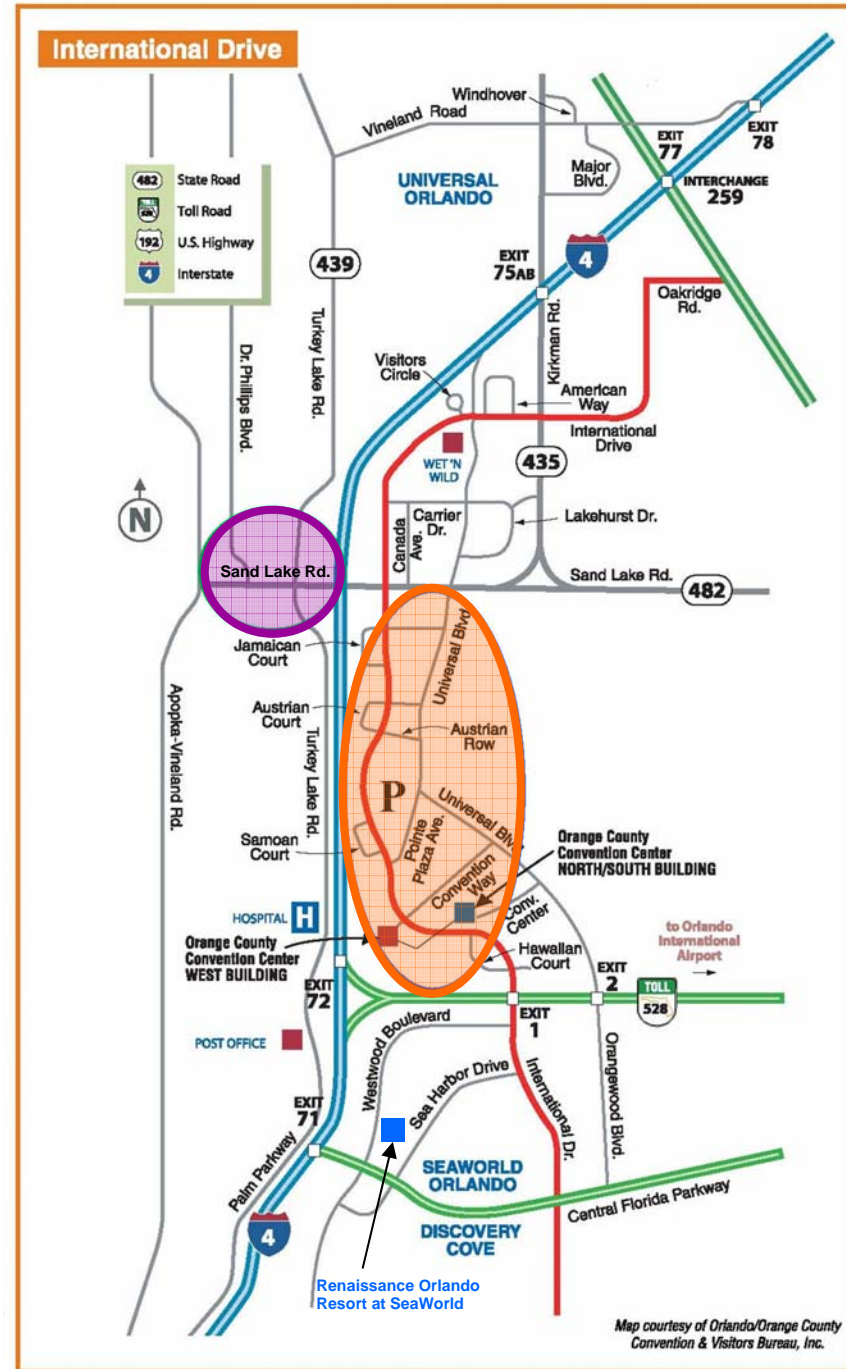 International Drive
482 State Road
TOLL 528 Toll Road
192 U.S. Highway
4 Interstate
Windhover
Vineland Road
EXIT
77
EXIT
78
Major
Blvd.
INTERCHANGE
259
UNIVERSAL
ORLANDO
439
EXIT
75AB
4
Oakridge
Rd.
Turkey Lake Rd.
Dr. Phillips Blvd.
Kirkman Rd.
Visitors
Circle
American
Way
International
Drive
WET 'N
WILD
435
N
Canada
Ave.
Carrier
Dr.
Lakehurst Dr.
Sand Lake Rd.
Sand Lake Rd.
482
Jamaican
Court
Universal Blvd
Austrian
Court
Austrian
Row
Apopka-Vineland Rd.
Turkey Lake Rd.
P
Universal Blv
Samoan
Court
Pointe
Plaza Ave.
Orange County
Convention Center
NORTH/SOUTH BUILDING
Convention
Way
HOSPITAL H
Conv.
Center
Orange County
Convention Center
WEST BUILDING
Hawaiian
Court
to Orlando
International
Airport
EXIT
72
EXIT
2
TOLL
528
EXIT
1
POST OFFICE
Westwood Boulevard
Sea Harbor Drive
International Dr.
Orangewood Blvd.
EXIT
71
Palm Parkway
SEAWORLD
ORLANDO
Central Florida Parkway
DISCOVERY
COVE
4
Renaissance Orlando
Resort at SeaWorld
Map courtesy of Orlando/Orange County
Convention & Visitors Bureau, Inc.